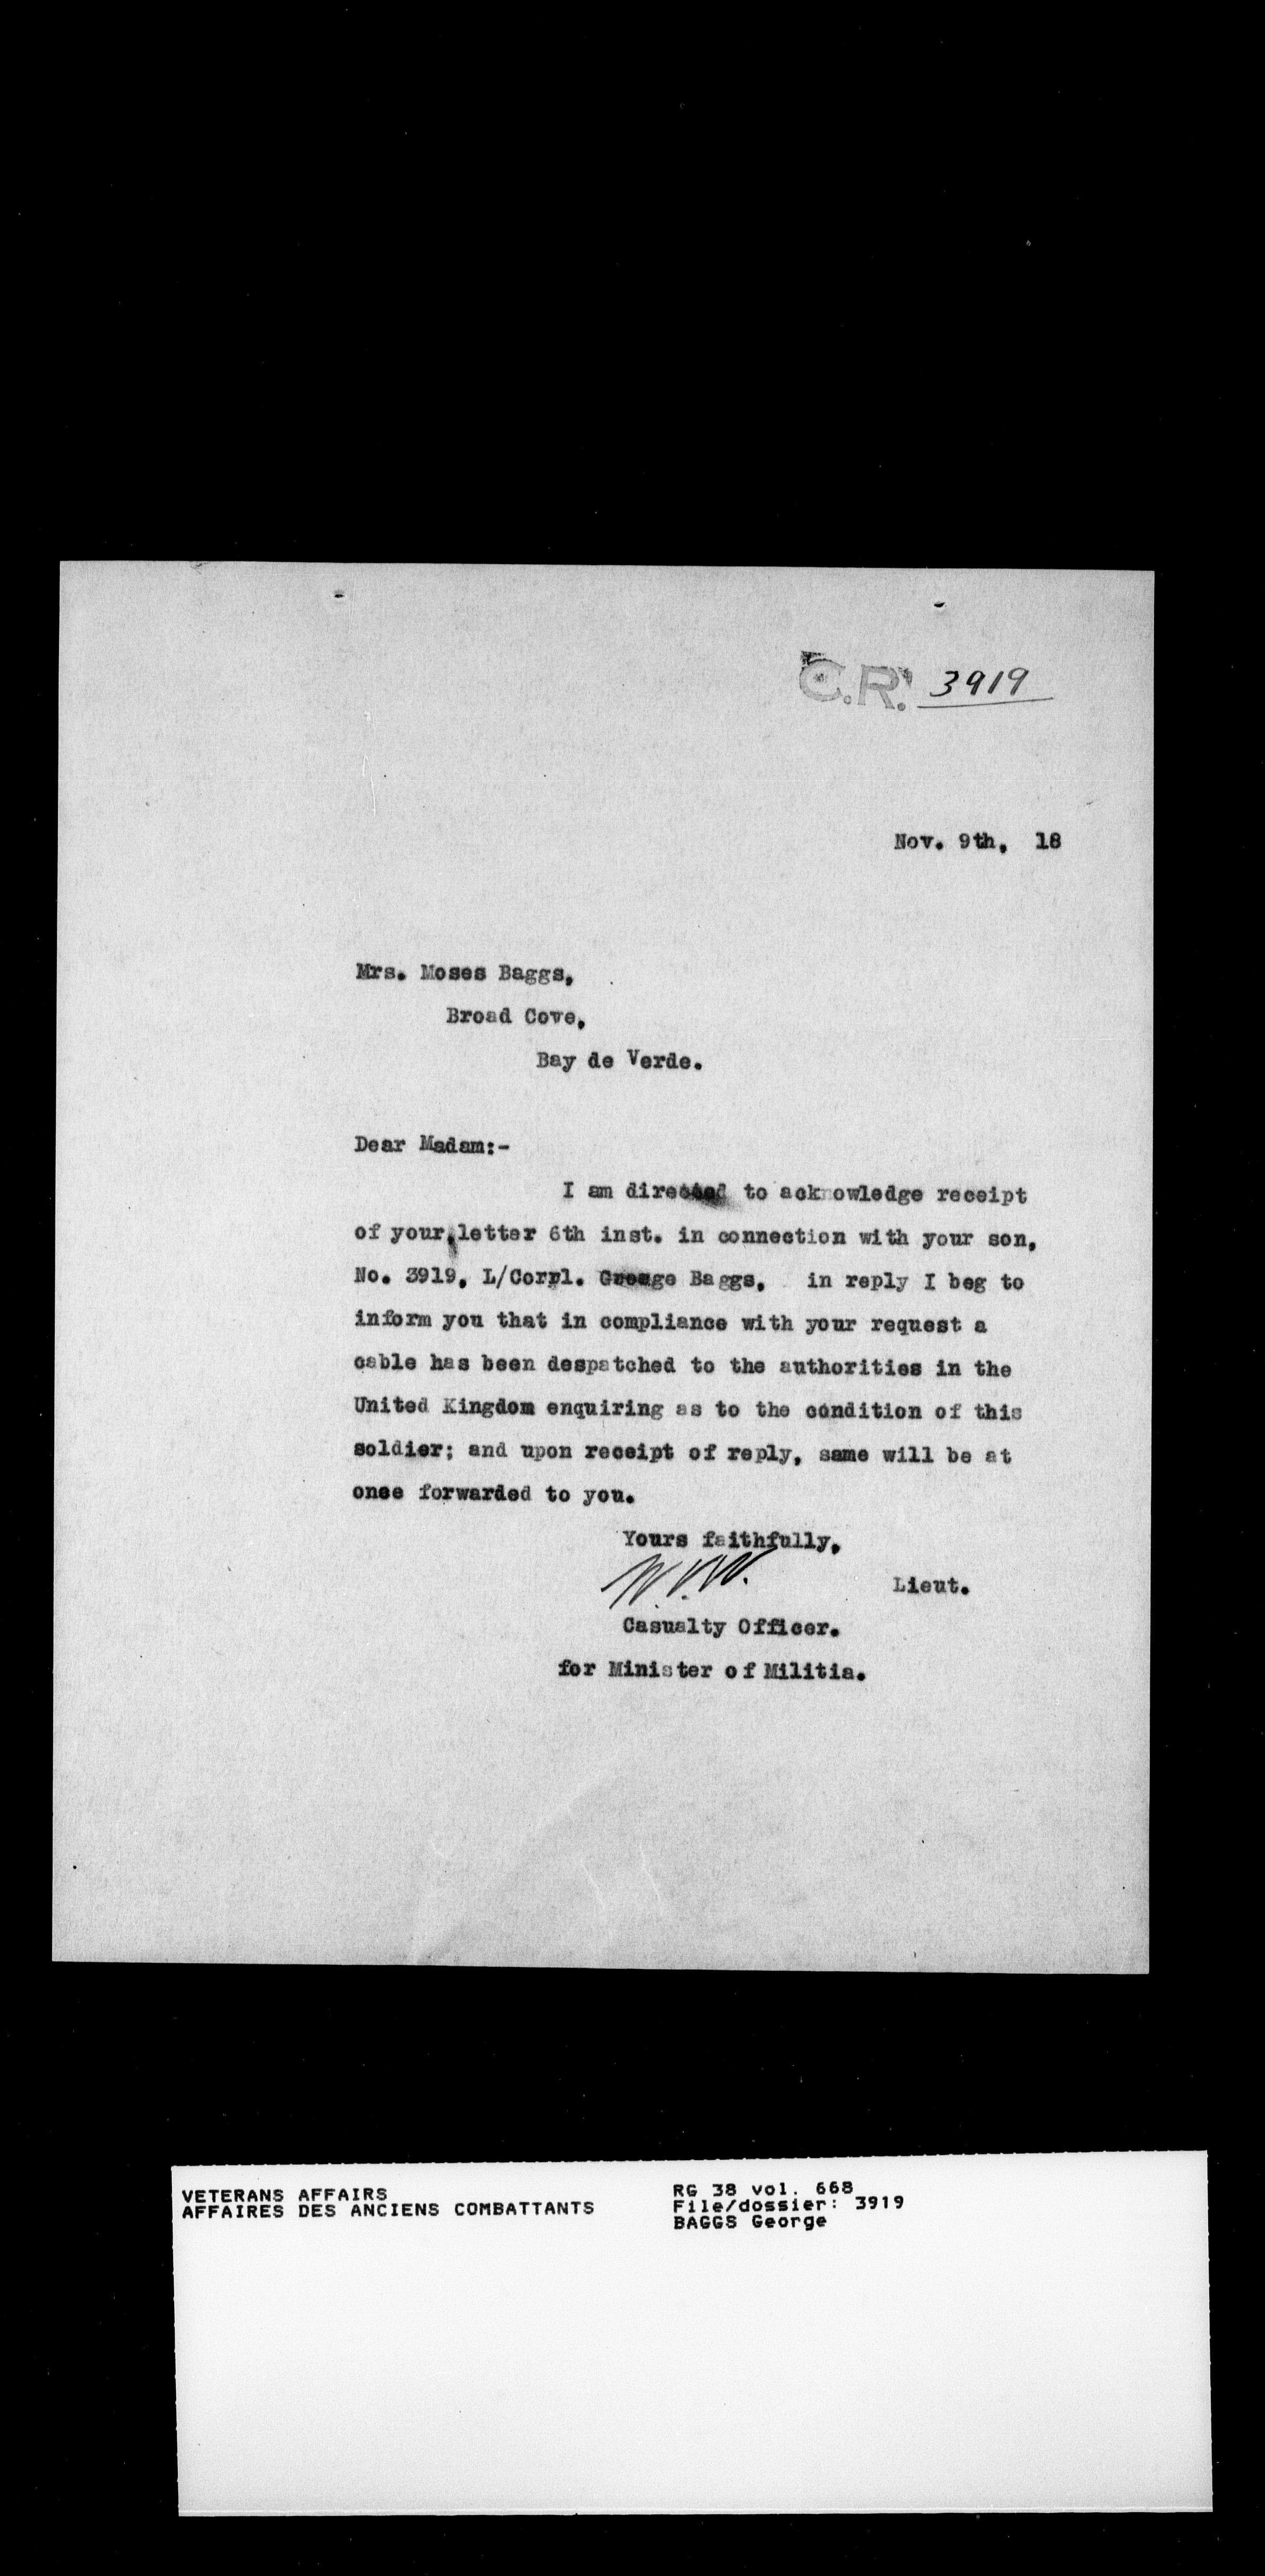 C.R. 3919
Nov. 9th, 18
Mrs. Moses Baggs,
Broad Cove,
Bay de Verde.
Dear Madam:-
I am directed to acknowledge receipt
of your letter 6th inst. in connection with your son,
No. 3919, L/Corpl. George Baggs, in reply I beg to
inform you that in compliance with your request a
cable has been despatched to the authorities in the
United Kingdom enquiring as to the condition of this
soldier; and upon receipt of reply, same will be at
once forwarded to you.
Yours faithfully,
Lieut.
Casualty Officer.
for Minister of Militia.
VETERANS AFFAIRS
AFFAIRES DES ANCIENS COMBATTANTS
RG 38 vol. 668
File/dossier: 3919
BAGGS George